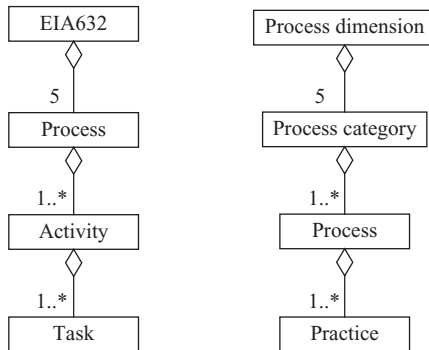 EIA632
5
Process
1..*
Activity
1..*
Task
Process dimension
5
Process category
1..*
Process
1..*
Practice